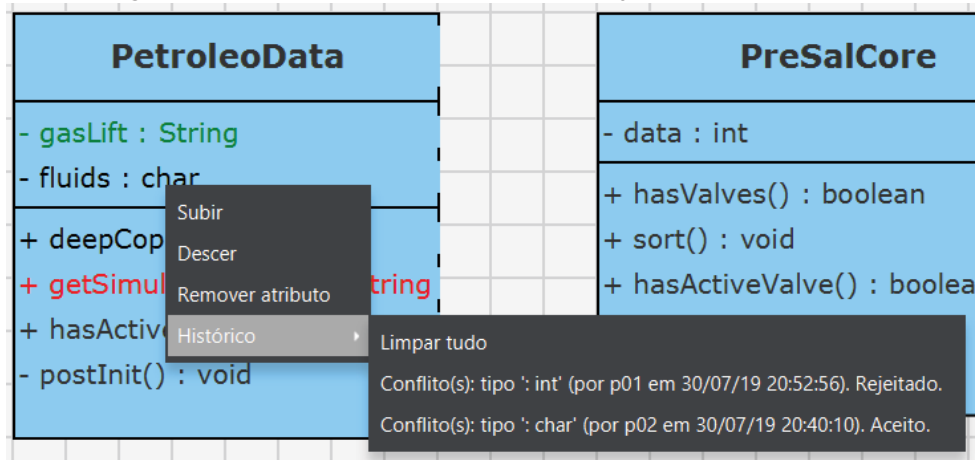 PetroleoData
- gasLift : String
- fluids : char
+ deepCop
+ getSimul tring
+ hasActiv
- postInit() : void
Subir
Descer
Remover atributo
Histórico
Limpar tudo
Conflito(s): tipo ': int' (por p01 em 30/07/19 20:52:56). Rejeitado.
Conflito(s): tipo ': char' (por p02 em 30/07/19 20:40:10). Aceito.
PreSalCore
- data : int
+ hasValves() : boolean
+ sort() : void
+ hasActiveValve() : boolea